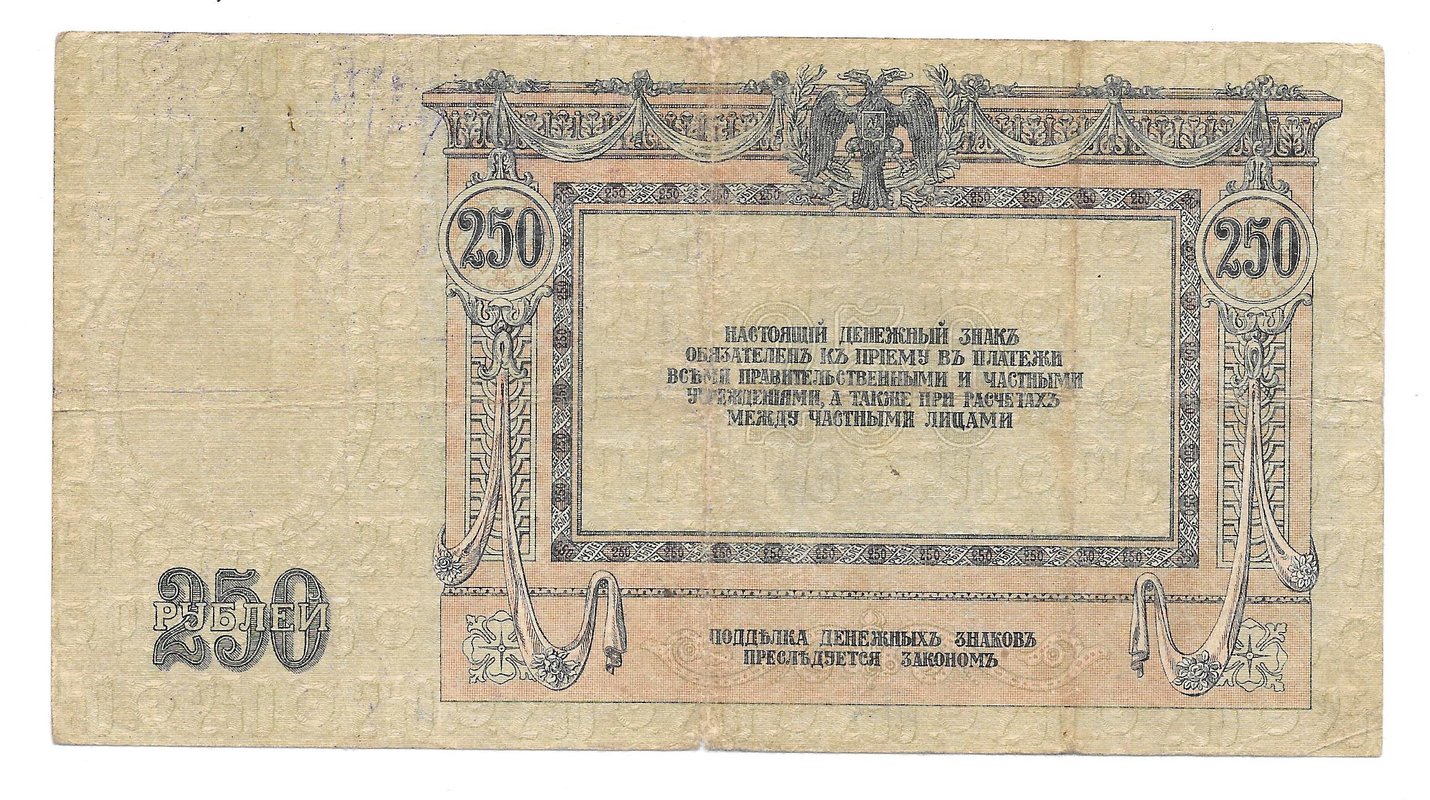 250
250
НАСТОЯЩІЙ ДЕНЕЖНЫЙ ЗНАКЪ
ОБЯЗАТЕЛЕНЪ КЪ ПРІЕМУ ВЪ ПЛАТЕЖИ
ВСѢМИ ПРАВИТЕЛЬСТВЕННЫМИ И ЧАСТНЫМИ
УЧРЕЖДЕНІЯМИ, А ТАКЖЕ ПРИ РАСЧЕТАХЪ
МЕЖДУ ЧАСТНЫМИ ЛИЦАМИ
250
РУБЛЕЙ
ПОДДѢЛКА ДЕНЕЖНЫХЪ ЗНАКОВЪ
ПРЕСЛѢДУЕТСЯ ЗАКОНОМЪ